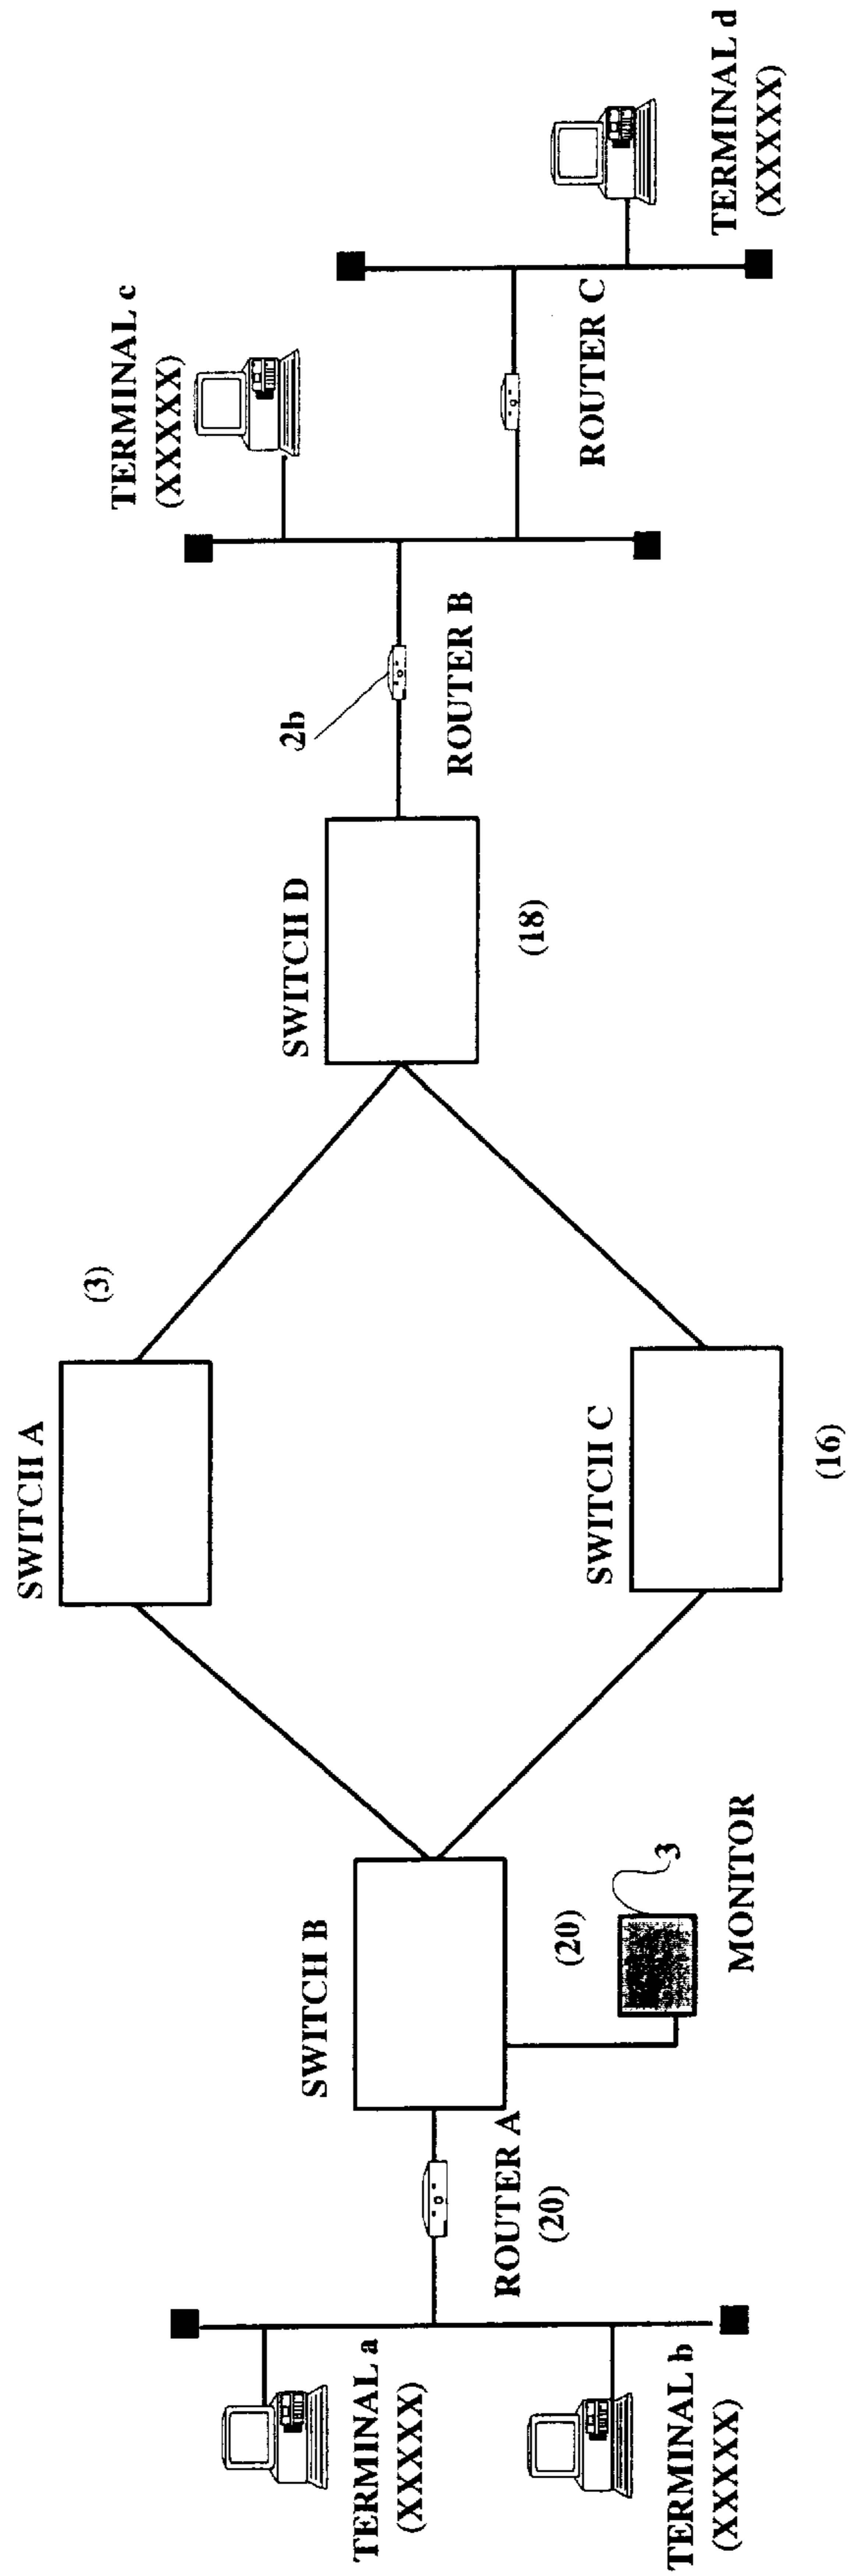 SWITCH A
(3)
TERMINAL c
(XXXXX)
SWITCH B
SWITCH D
2b
TERMINAL a
(XXXXX)
ROUTER A
(20)
(20)
3
MONITOR
SWITCH C
(16)
(18)
ROUTER B
ROUTER C
TERMINAL b
(XXXXX)
TERMINAL d
(XXXXX)